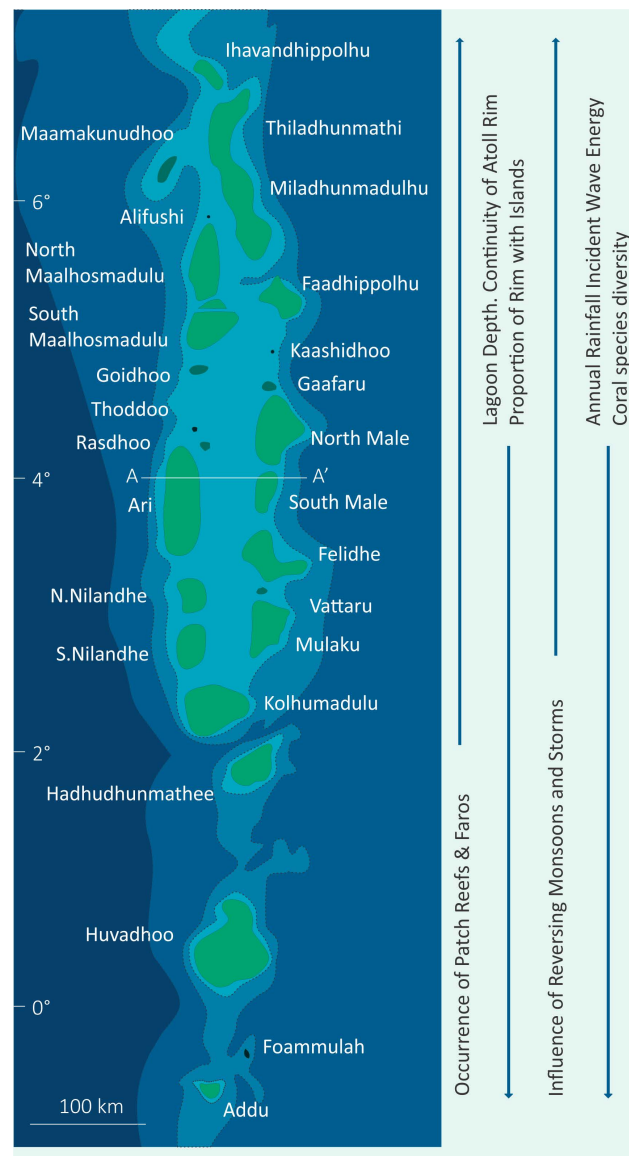 Ihavandhippolhu
Maamakunudhoo
Thiladhunmathi
Miladhunmadulhu
6°
Alifushi
North
Maalhosmadulu
Faadhippolhu
South
Maalhosmadulu
Kaashidhoo
Goidhoo
Gaafaru
Thoddoo
Rasdhoo
North Male
4°
A
A'
Ari
South Male
Felidhe
N.Nilandhe
Vattaru
S.Nilandhe
Mulaku
Kolhumadulu
2°
Hadhudhunmathee
Huvadhoo
0°
Foammulah
100 km
Addu
Occurrence of Patch Reefs & Faros
Lagoon Depth. Continuity of Atoll Rim
Proportion of Rim with Islands
Influence of Reversing Monsoons and Storms
Annual Rainfall Incident Wave Energy
Coral species diversity